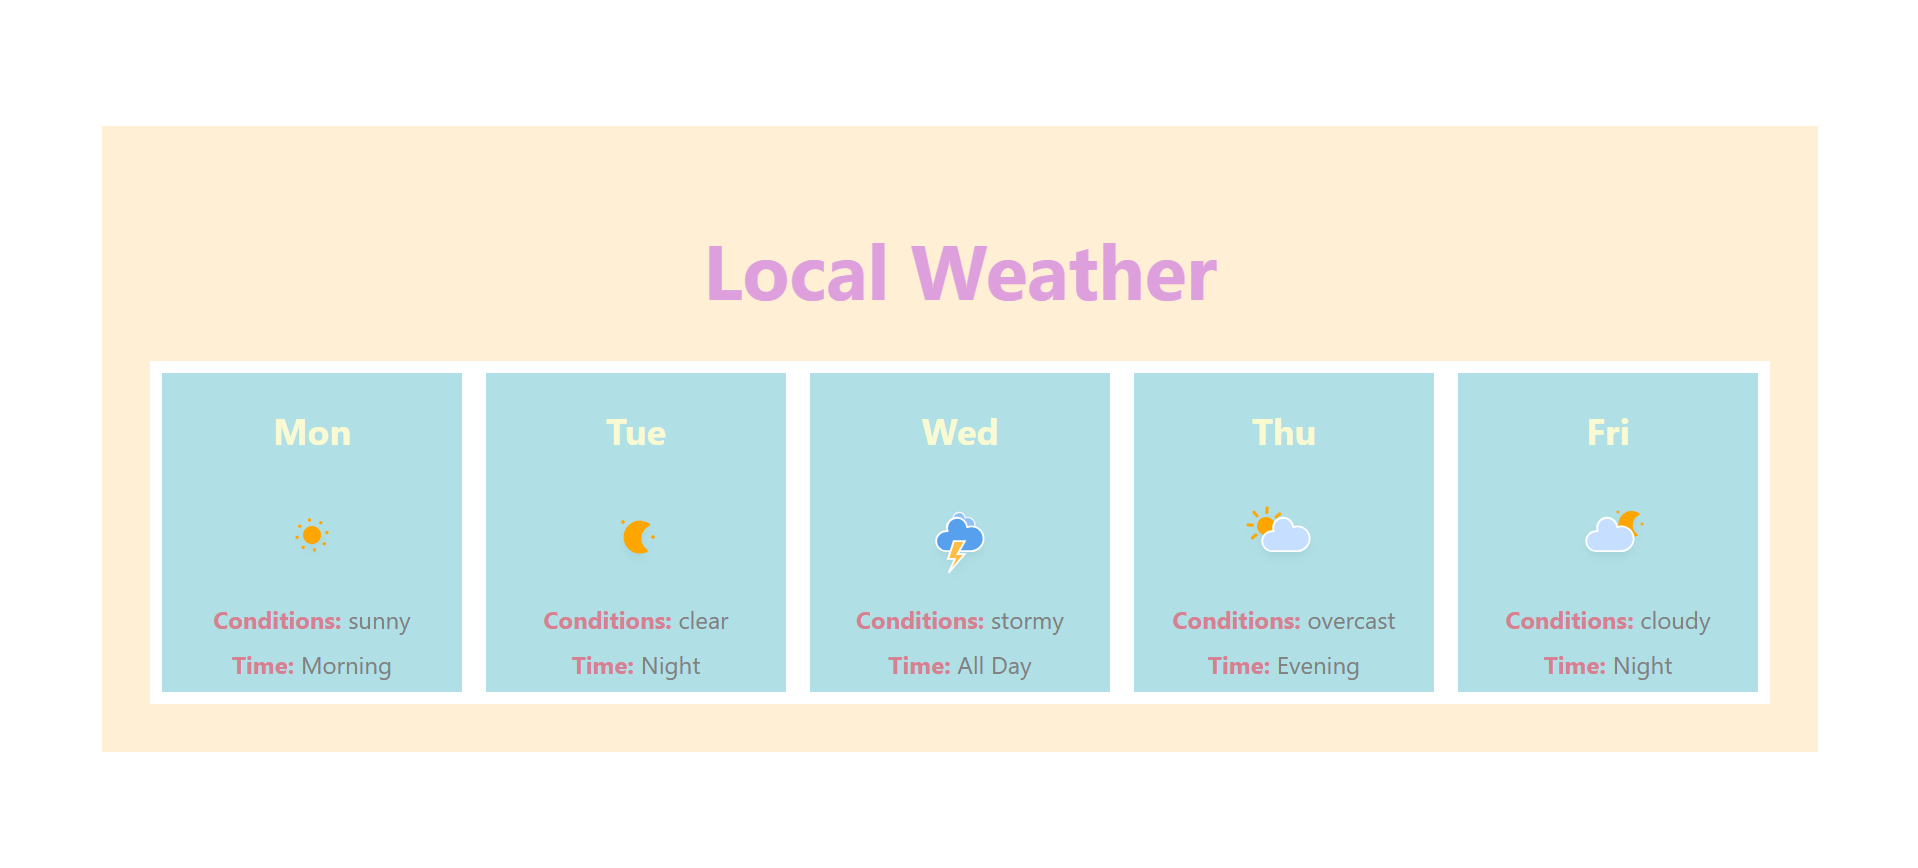 Local Weather
Mon
Conditions: sunny
Time: Morning
Tue
Conditions: clear
Time: Night
Wed
Conditions: stormy
Time: All Day
Thu
Conditions: overcast
Time: Evening
Fri
Conditions: cloudy
Time: Night